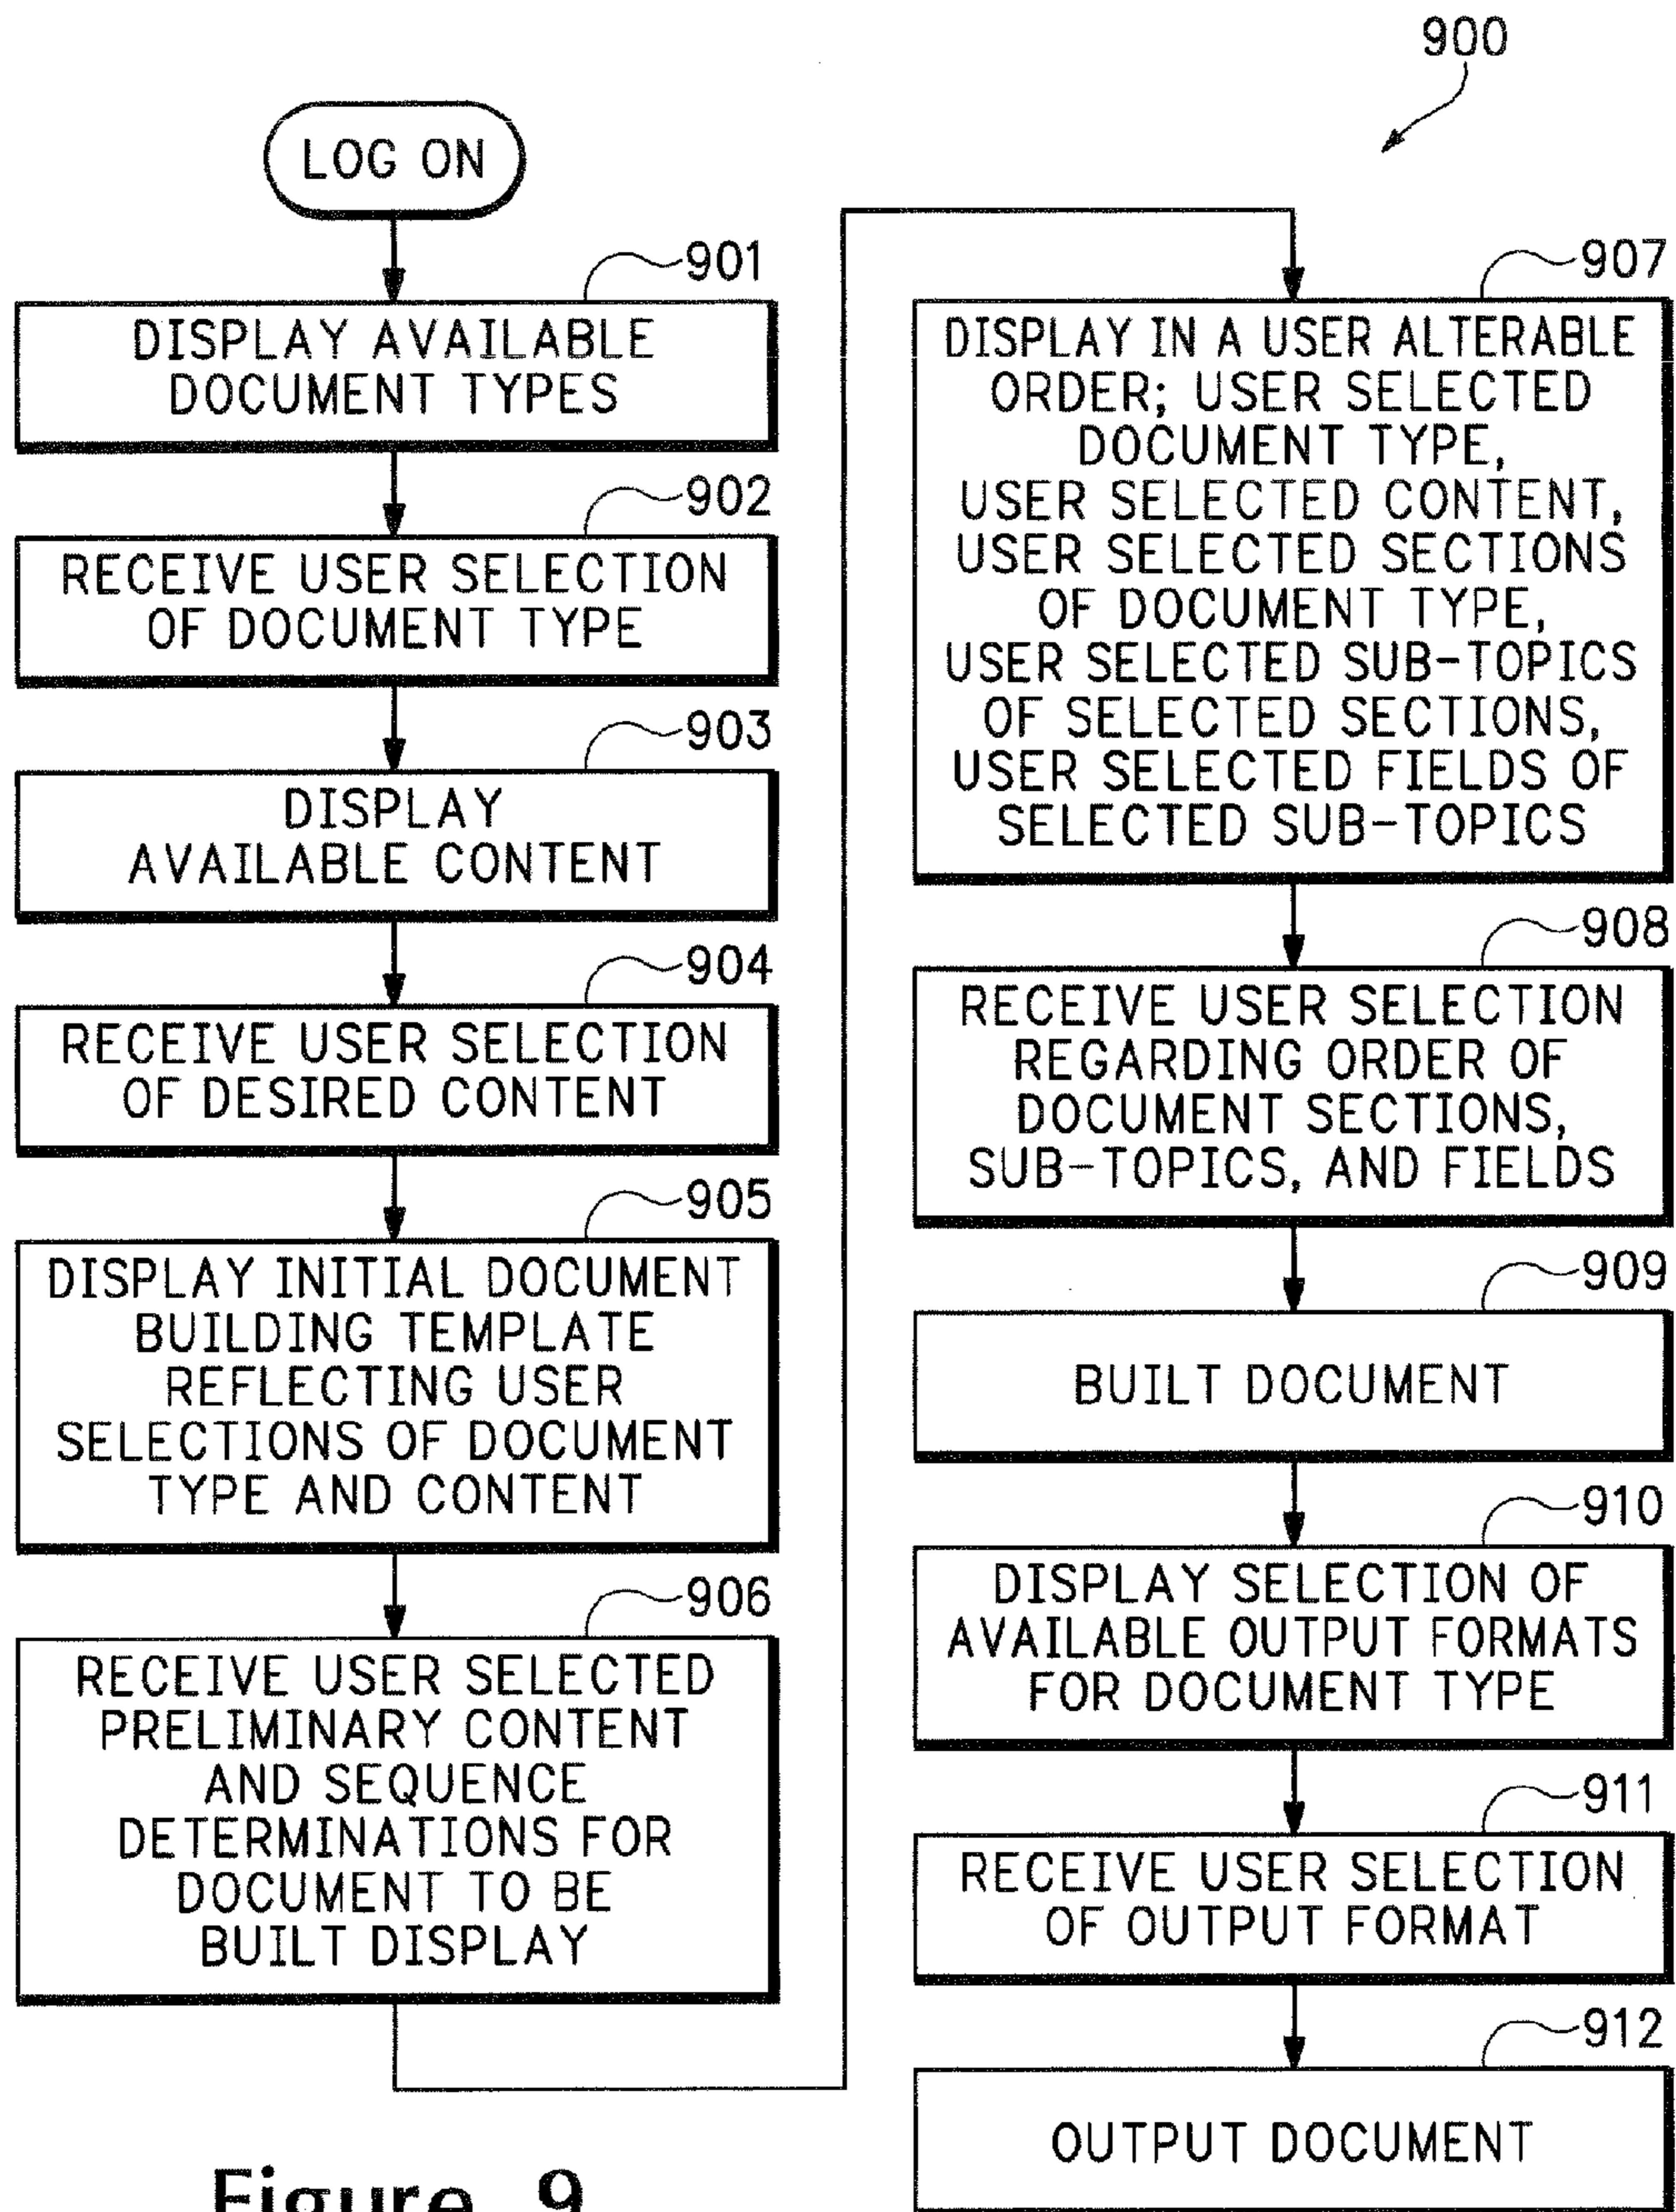 900
LOG ON
901
DISPLAY AVAILABLE
DOCUMENT TYPES
902
RECEIVE USER SELECTION
OF DOCUMENT TYPE
903
DISPLAY
AVAILABLE CONTENT
904
RECEIVE USER SELECTION
OF DESIRED CONTENT
905
DISPLAY INITIAL DOCUMENT
BUILDING TEMPLATE
REFLECTING USER
SELECTIONS OF DOCUMENT
TYPE AND CONTENT
906
RECEIVE USER SELECTED
PRELIMINARY CONTENT
AND SEQUENCE
DETERMINATIONS FOR
DOCUMENT TO BE
BUILT DISPLAY
907
DISPLAY IN A USER ALTERABLE
ORDER; USER SELECTED
DOCUMENT TYPE,
USER SELECTED CONTENT,
USER SELECTED SECTIONS
OF DOCUMENT TYPE,
USER SELECTED SUB-TOPICS
OF SELECTED SECTIONS,
USER SELECTED FIELDS OF
SELECTED SUB-TOPICS
908
RECEIVE USER SELECTION
REGARDING ORDER OF
DOCUMENT SECTIONS,
SUB-TOPICS, AND FIELDS
909
BUILT DOCUMENT
910
DISPLAY SELECTION OF
AVAILABLE OUTPUT FORMATS
FOR DOCUMENT TYPE
911
RECEIVE USER SELECTION
OF OUTPUT FORMAT
912
OUTPUT DOCUMENT
Figure 9